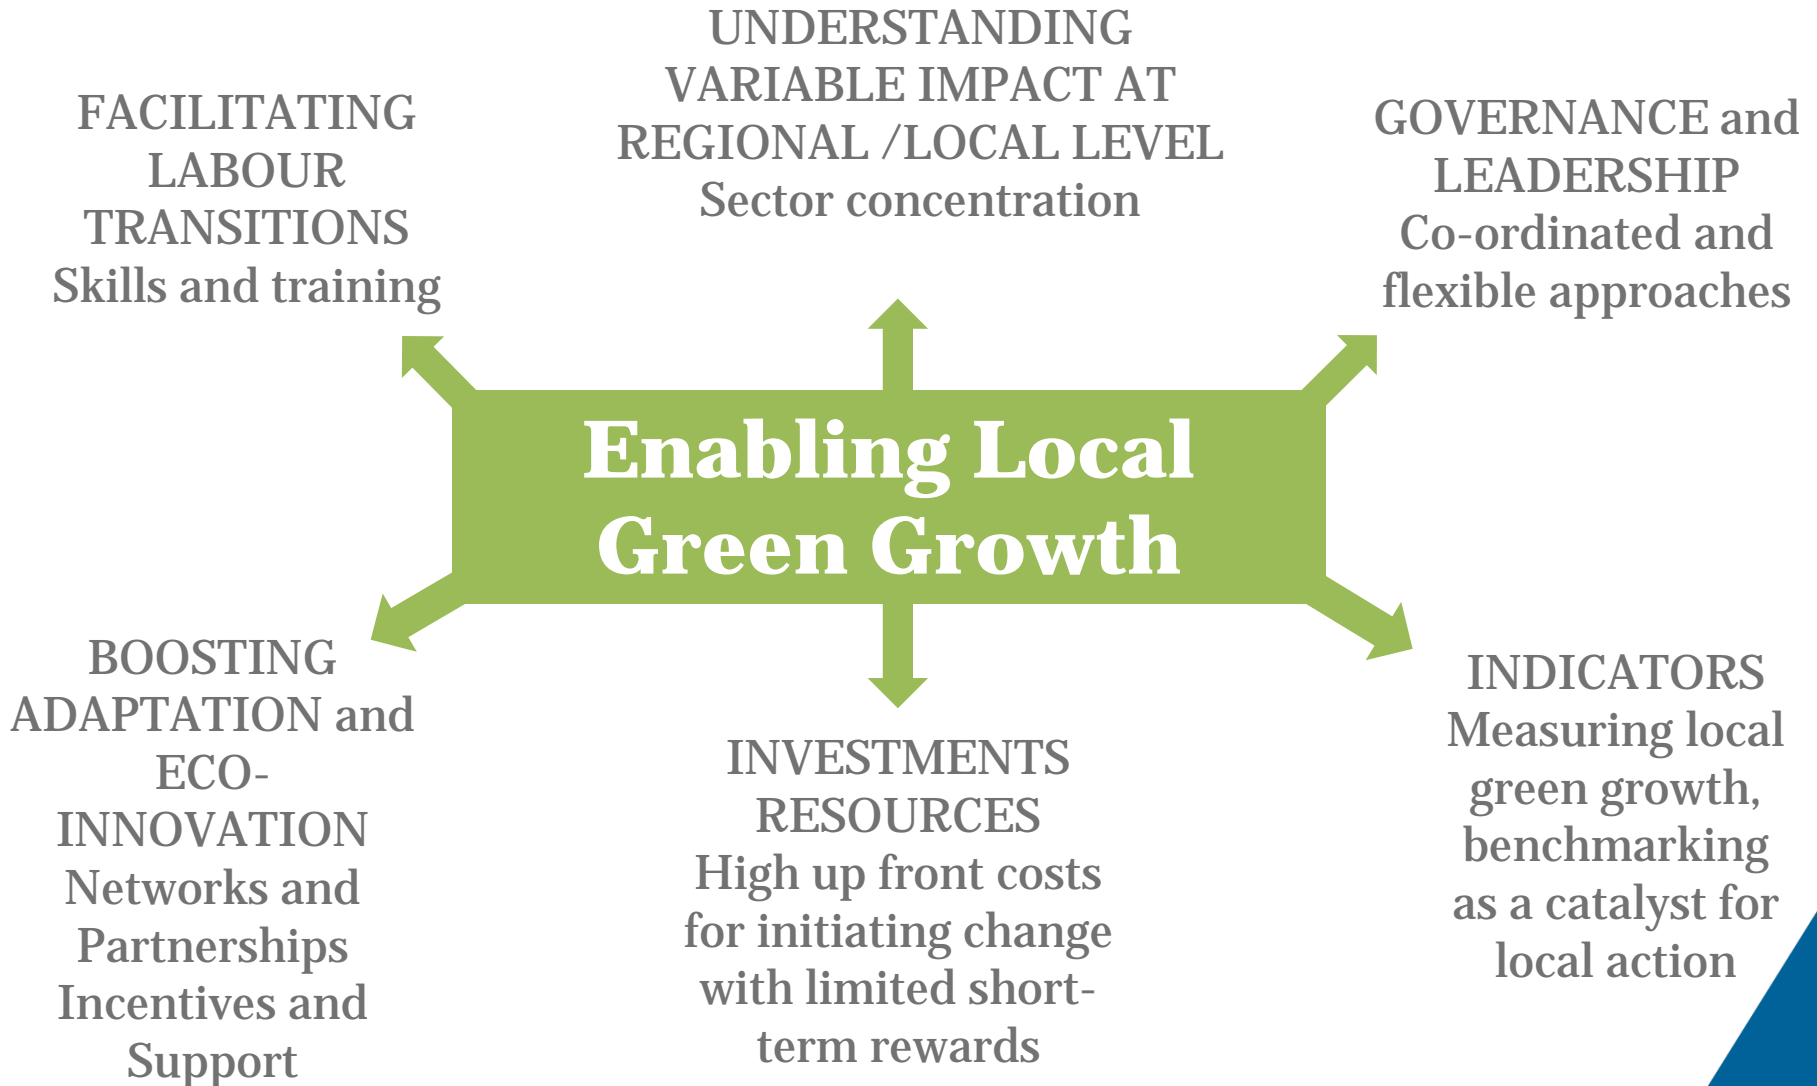 UNDERSTANDING
VARIABLE IMPACT AT
REGIONAL /LOCAL LEVEL
Sector concentration
FACILITATING
LABOUR
TRANSITIONS
Skills and training
GOVERNANCE and
LEADERSHIP
Co-ordinated and
flexible approaches
Enabling Local
Green Growth
BOOSTING
ADAPTATION and
ECO-
INNOVATION
Networks and
Partnerships
Incentives and
Support
INVESTMENTS
RESOURCES
High up front costs
for initiating change
with limited short-
term rewards
INDICATORS
Measuring local
green growth,
benchmarking
as a catalyst for
local action